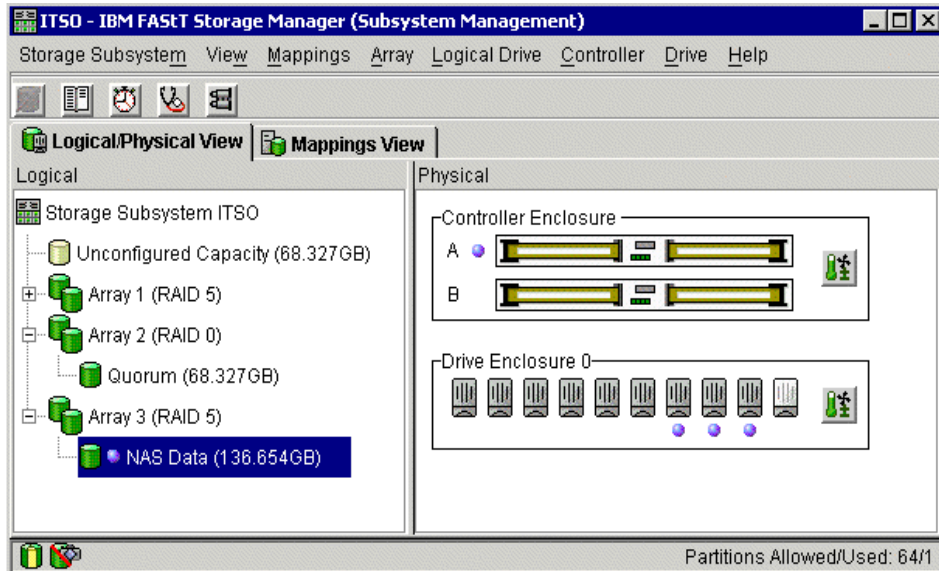 ITSO - IBM FAStT Storage Manager (Subsystem Management)
Storage Subsystem View Mappings Array Logical Drive Controller Drive Help
Logical/Physical View Mappings View
Logical
Storage Subsystem ITSO
Unconfigured Capacity (68.327GB)
Array 1 (RAID 5)
Array 2 (RAID 0)
Quorum (68.327GB)
Array 3 (RAID 5)
NAS Data (136.654GB)
Physical
Controller Enclosure
A
B
Drive Enclosure 0
Partitions Allowed/Used: 64/1